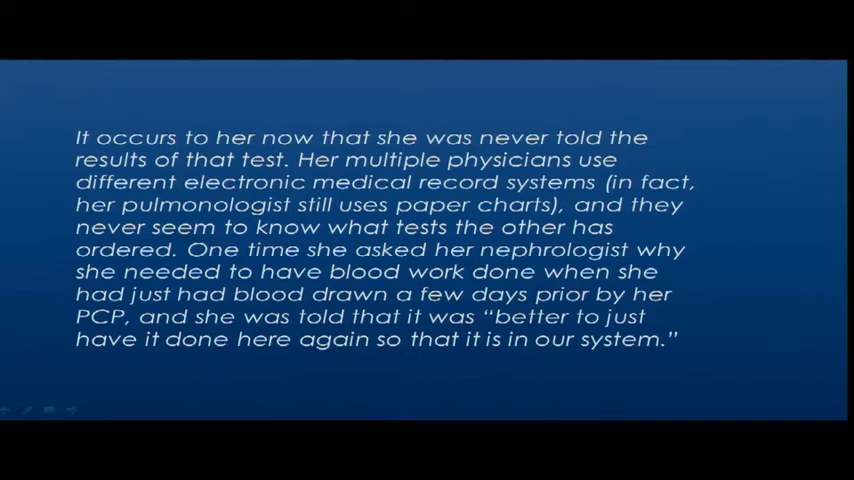 It occurs to her now that she was never told the
results of that test. Her multiple physicians use
different electronic medical record systems (in fact,
her pulmonologist still uses paper charts), and they
never seem to know what tests the other has
ordered. One time she asked her nephrologist why
she needed to have blood work done when she
had just had blood drawn a few days prior by her
PCP, and she was told that it was “better to just
have it done here again so that it is in our system.”